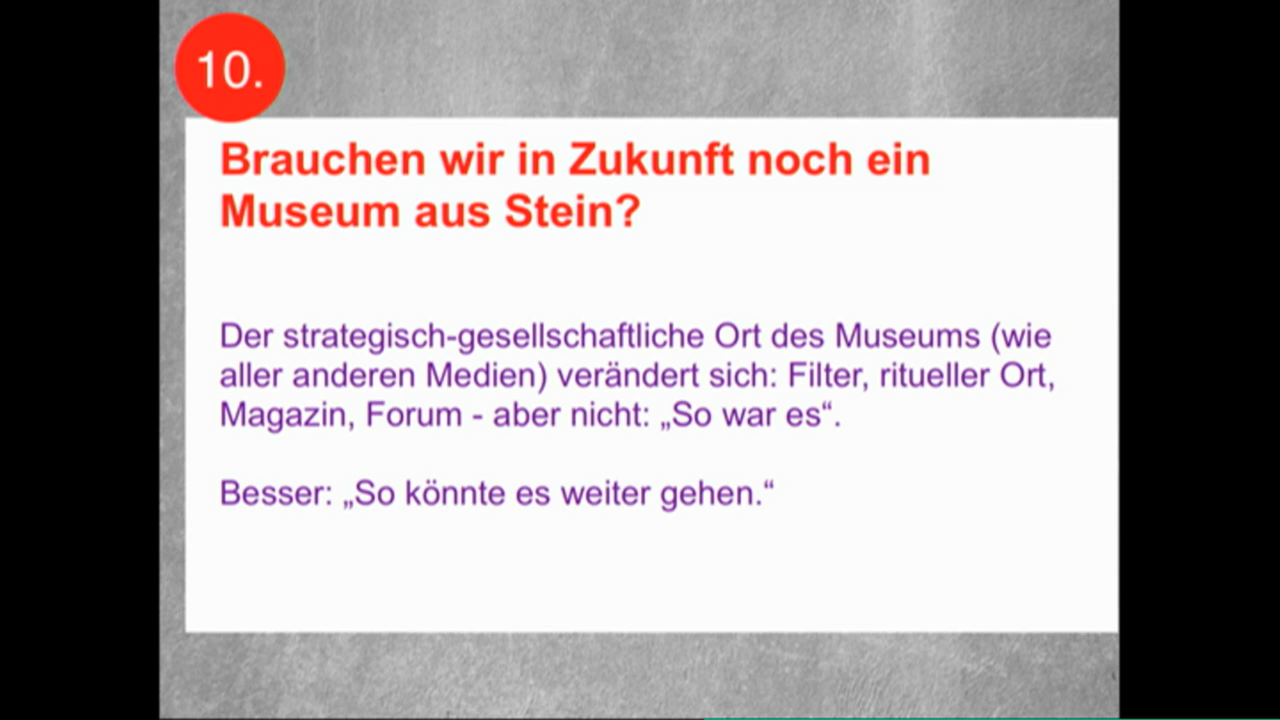 10.
Brauchen wir in Zukunft noch ein
Museum aus Stein?
Der strategisch-gesellschaftliche Ort des Museums (wie
aller anderen Medien) verändert sich: Filter, ritueller Ort,
Magazin, Forum - aber nicht: „So war es“.
Besser: „So könnte es weiter gehen.“